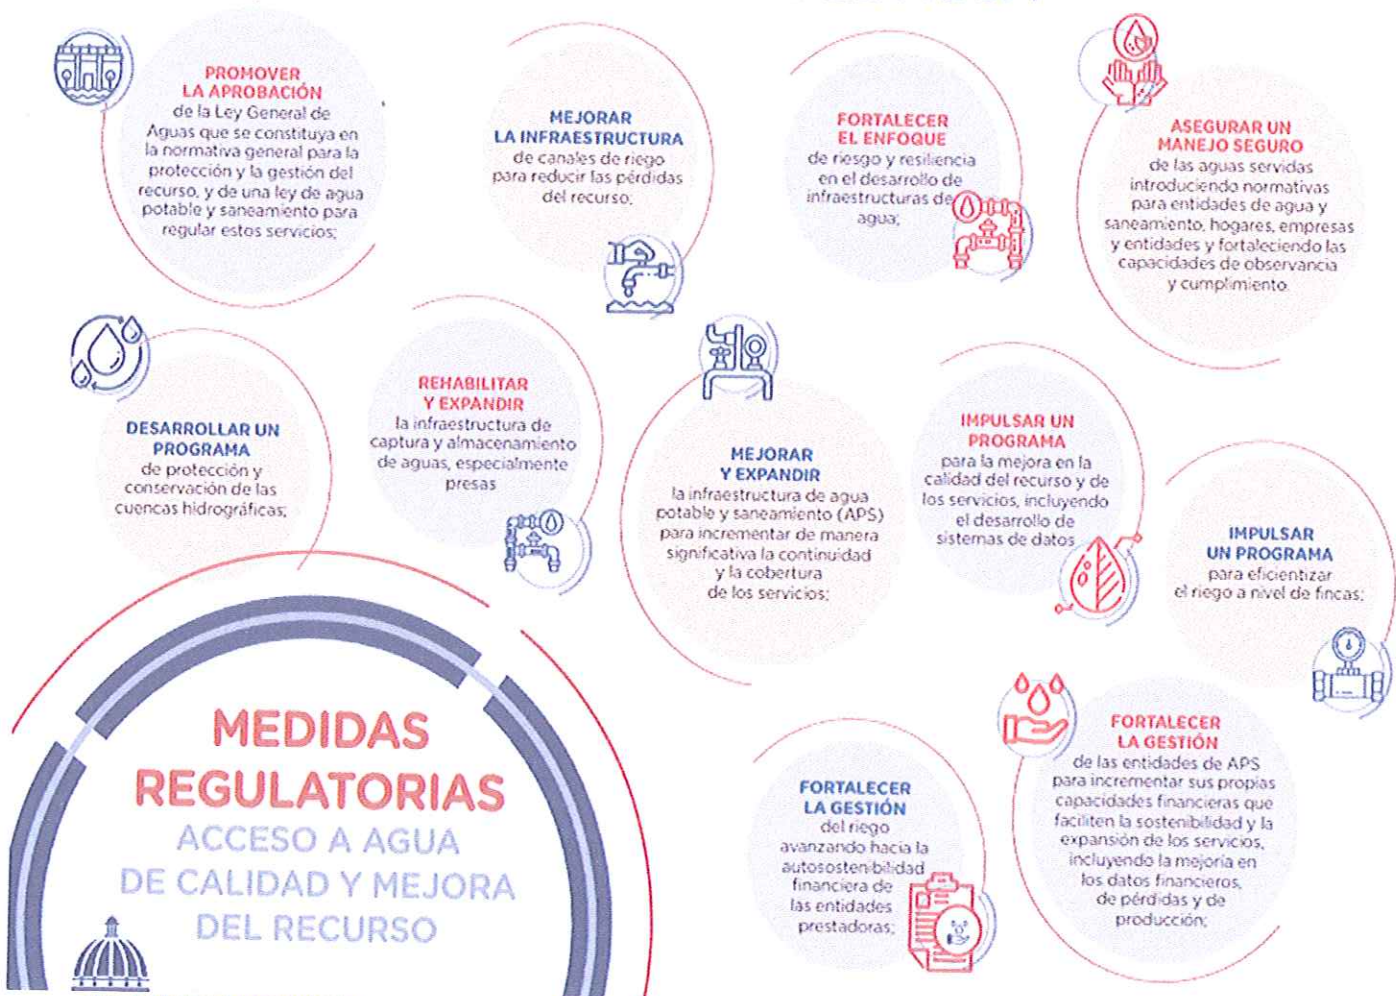 PROMOVER
LA APROBACIÓN
de la Ley General de
Aguas que se constituya en
la normativa general para la
protección y la gestión del
recurso, y de una ley de agua
potable y saneamiento para
regular estos servicios;
MEJORAR
LA INFRAESTRUCTURA
de canales de riego
para reducir las pérdidas
del recurso;
FORTALECER
EL ENFOQUE
de riesgo y resiliencia
en el desarrollo de
infraestructuras de
agua;
ASEGURAR UN
MANEJO SEGURO
de las aguas servidas
introduciendo normativas
para entidades de agua y
saneamiento, hogares, empresas
y entidades y fortaleciendo las
capacidades de observancia
y cumplimiento.
DESARROLLAR UN
PROGRAMA
de protección y
conservación de las
cuencas hidrográficas;
REHABILITAR
Y EXPANDIR
la infraestructura de
captura y almacenamiento
de aguas, especialmente
presas
MEJORAR
Y EXPANDIR
la infraestructura de agua
potable y saneamiento (APS)
para incrementar de manera
significativa la continuidad
y la cobertura
de los servicios;
IMPULSAR UN
PROGRAMA
para la mejora en la
calidad del recurso y de
los servicios, incluyendo
el desarrollo de
sistemas de datos
IMPULSAR
UN PROGRAMA
para eficientizar
el riego a nivel de fincas;
MEDIDAS
REGULATORIAS
ACCESO A AGUA
DE CALIDAD Y MEJORA
DEL RECURSO
FORTALECER
LA GESTIÓN
del riego
avanzando hacia la
autosostenibilidad
financiera de
las entidades
prestadoras;
FORTALECER
LA GESTIÓN
de las entidades de APS
para incrementar sus propias
capacidades financieras que
faciliten la sostenibilidad y la
expansión de los servicios,
incluyendo la mejoría en
los datos financieros,
de pérdidas y de
producción;